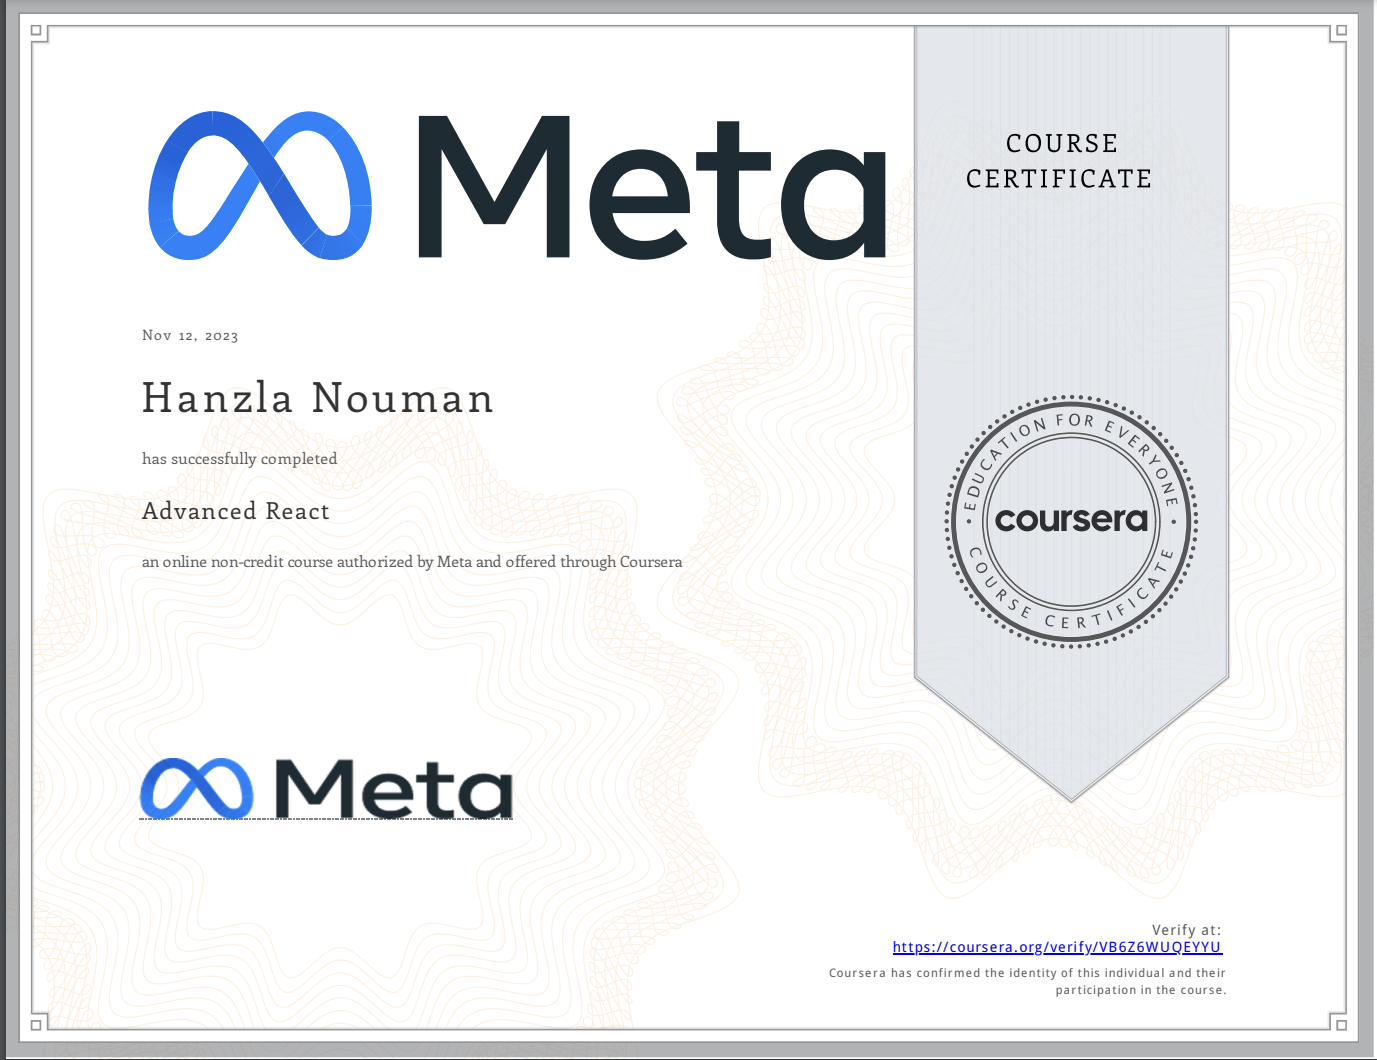 Meta
COURSE
CERTIFICATE
Nov 12, 2023
Hanzla Nouman
has successfully completed
Advanced React
an online non-credit course authorized by Meta and offered through Coursera
EDUCATION FOR EVERYONE
coursera
COURSE CERTIFICATE
Meta
Verify at:
https://coursera.org/verify/VB6Z6WUQEYYU
Coursera has confirmed the identity of this individual and their
participation in the course.